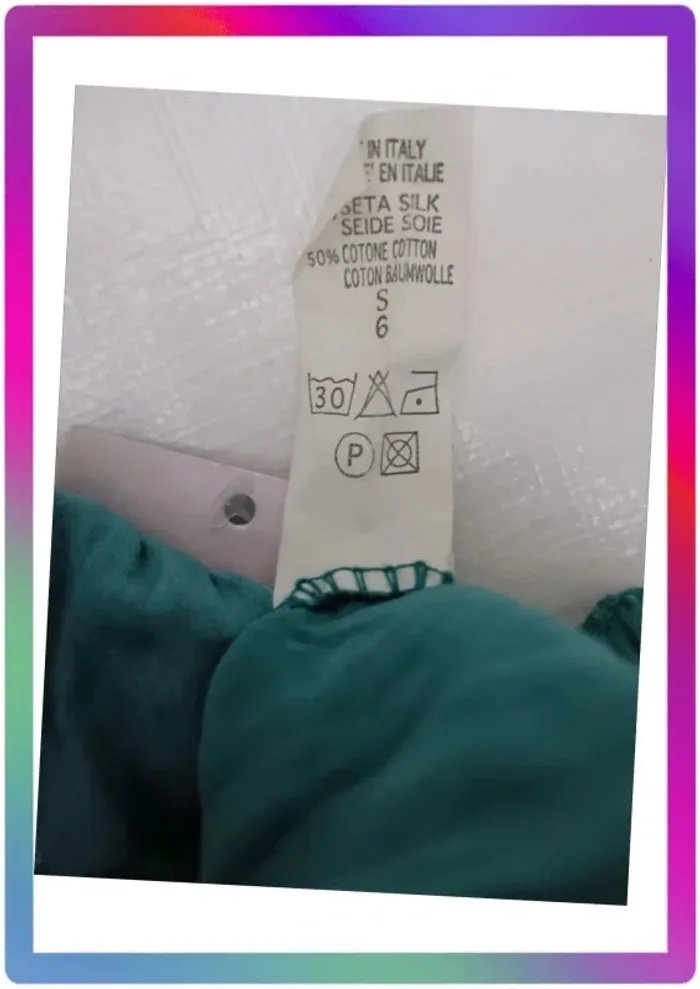 IN ITALY
EN ITALIE
SETA SILK
SEIDE SOIE
50% COTONE COTTON
COTON BAUMWOLLE
S
6
30
P